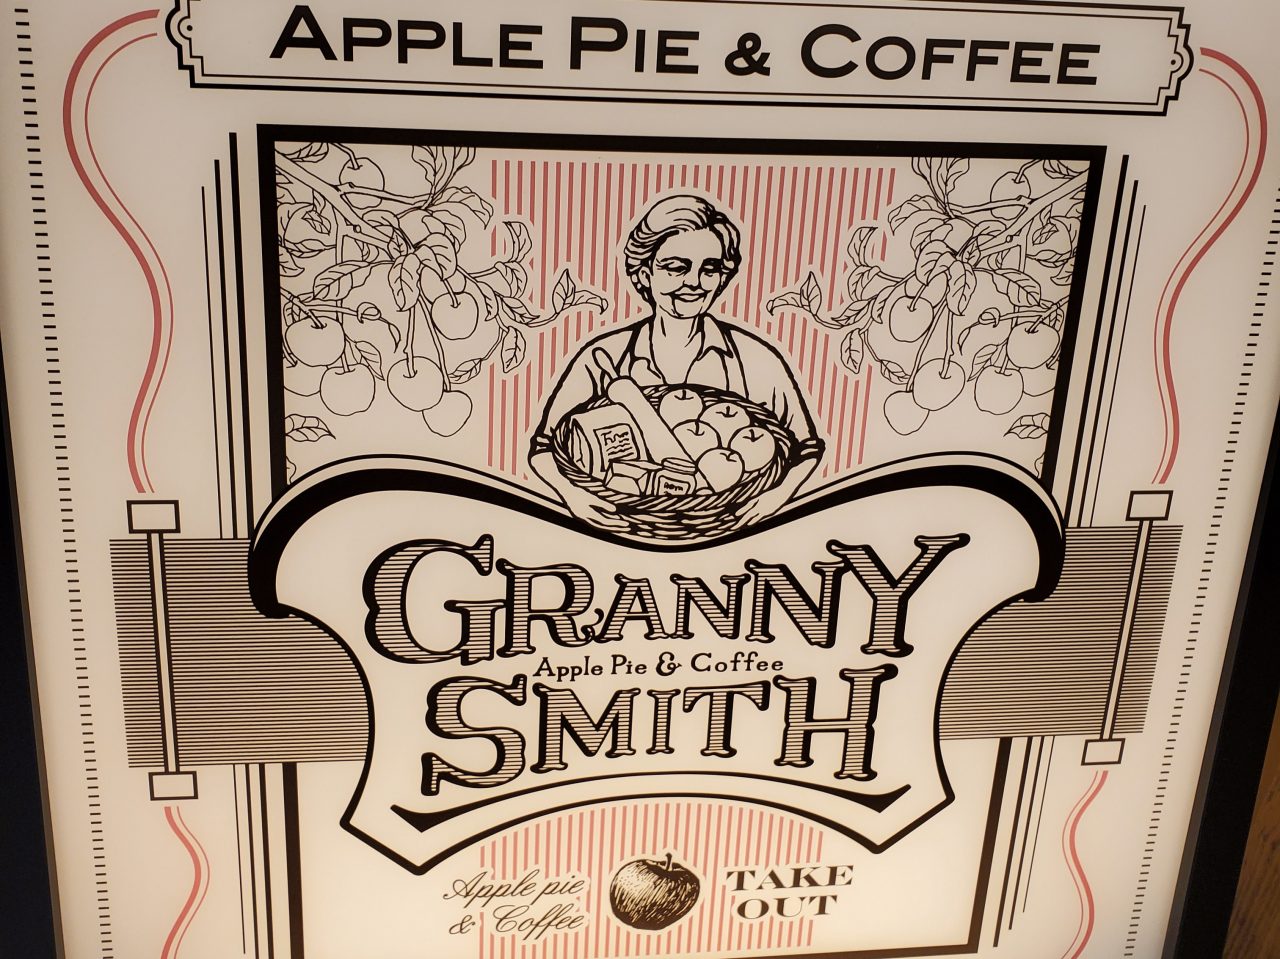 APPLE PIE & COFFEE
GRANNY
Apple Pie & Coffee
SMITH
Apple pie
& Coffee
TAKE
OUT